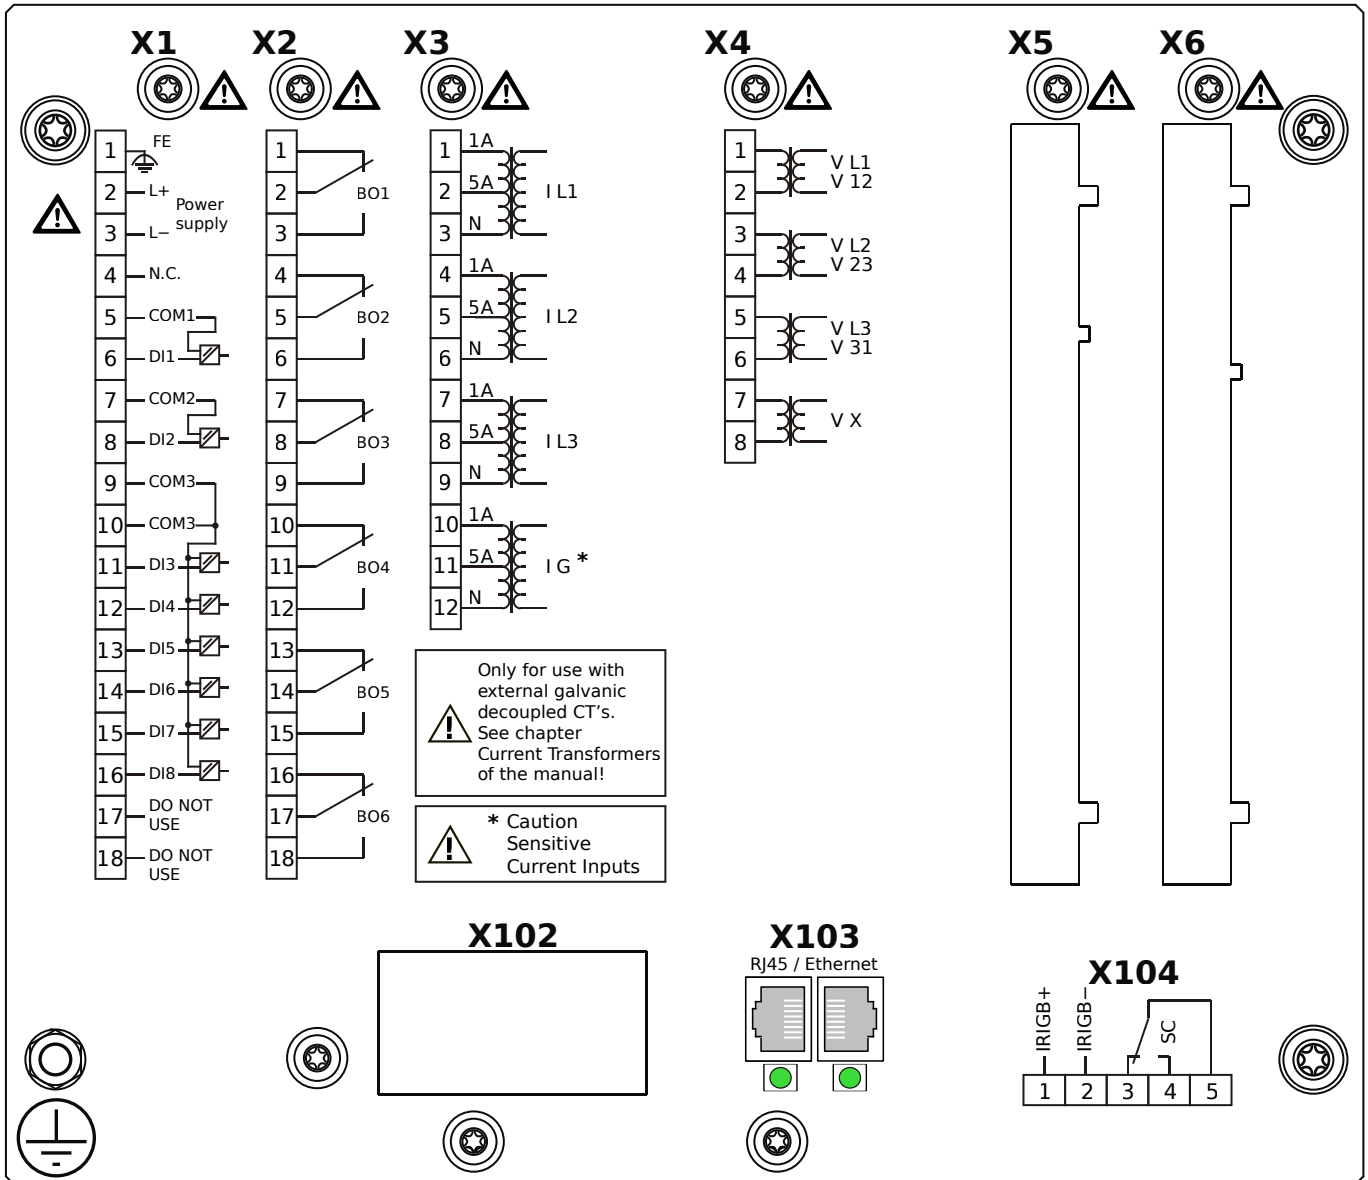 X1 X2 X3 X4 X5 X6
1 FE
2 L+
Power
supply
3 L−
4 N.C.
5 COM1
6 DI1
7 COM2
8 DI2
9 COM3
10 COM3
11 DI3
12 DI4
13 DI5
14 DI6
15 DI7
16 DI8
17 DO NOT
USE
18 DO NOT
USE
1
2 BO1
3
4
5 BO2
6
7
8 BO3
9
10
11 BO4
12
13
14 BO5
15
16
17 BO6
18
1 1A
2 5A I L1
3 N
4 1A
5 5A I L2
6 N
7 1A
8 5A I L3
9 N
10 1A
11 5A I G *
12 N
Only for use with
external galvanic
decoupled CT's.
See chapter
Current Transformers
of the manual!
* Caution
Sensitive
Current Inputs
1 V L1
2 V 12
3 V L2
4 V 23
5 V L3
6 V 31
7 V X
8
X102
X103
RJ45 / Ethernet
X104
IRIGB+ IRIGB− SC
1 2 3 4 5